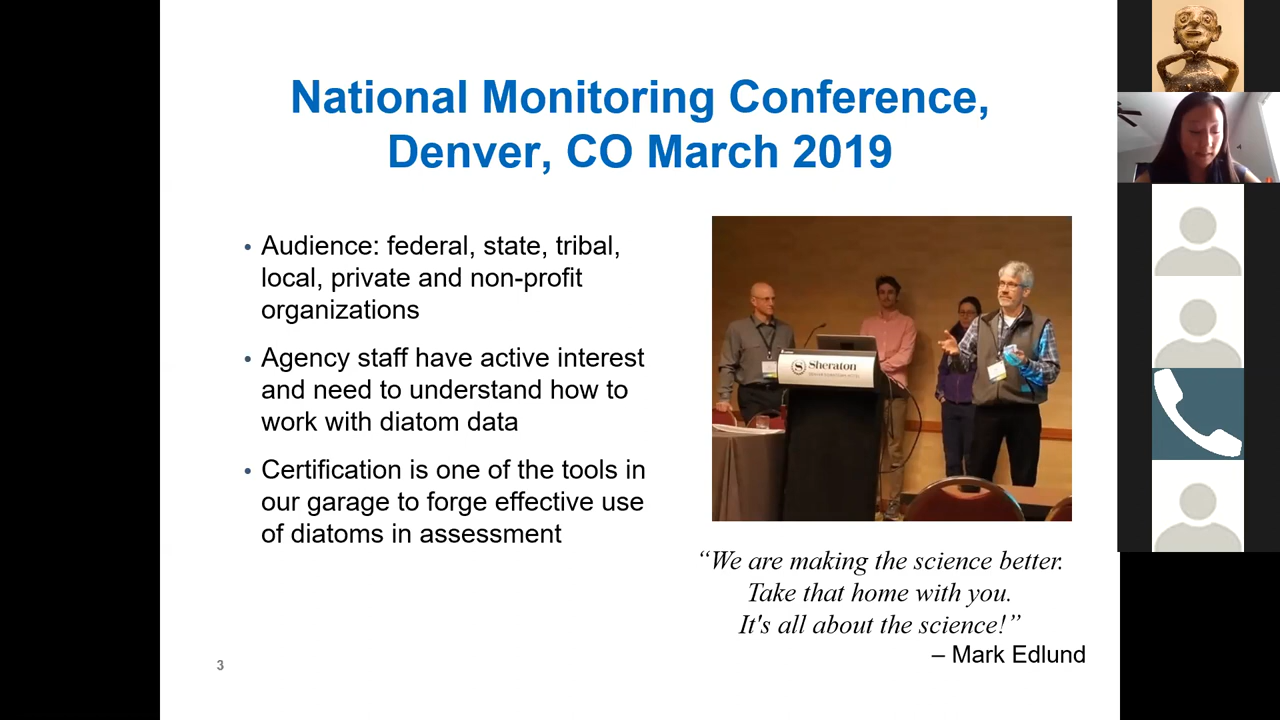 National Monitoring Conference,
Denver, CO March 2019
• Audience: federal, state, tribal,
local, private and non-profit
organizations
• Agency staff have active interest
and need to understand how to
work with diatom data
• Certification is one of the tools in
our garage to forge effective use
of diatoms in assessment
Sheraton
“We are making the science better.
Take that home with you.
It's all about the science!”
– Mark Edlund
3